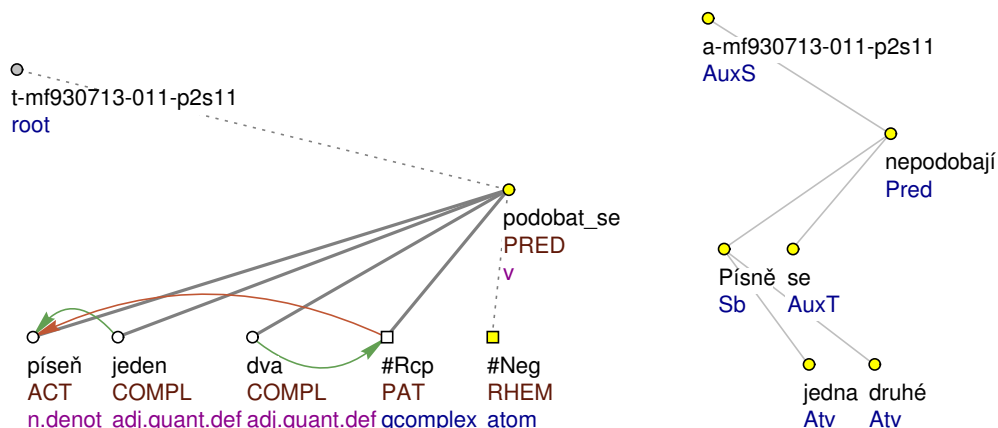 t-mf930713-011-p2s11
root
podobat_se
PRED
v
píseň
ACT
n.denot
jeden
COMPL
adj.quant.def
dva
COMPL
adj.quant.def
#Rcp
PAT
qcomplex
#Neg
RHEM
atom
a-mf930713-011-p2s11
AuxS
nepodobají
Pred
Písně
Sb
se
AuxT
jedna
Atv
druhé
Atv